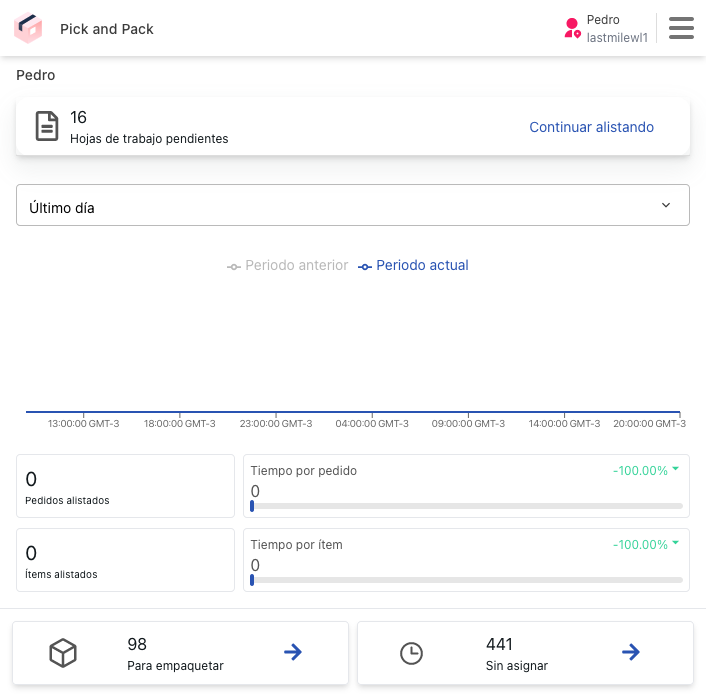 Pick and Pack
Pedro
lastmilewl1
Pedro
16
Hojas de trabajo pendientes
Continuar alistando
Último día
Periodo anterior
Periodo actual
13:00:00 GMT-3
18:00:00 GMT-3
23:00:00 GMT-3
04:00:00 GMT-3
09:00:00 GMT-3
14:00:00 GMT-3
20:00:00 GMT-3
0
Pedidos alistados
Tiempo por pedido
-100.00%
0
0
Ítems alistados
Tiempo por ítem
-100.00%
0
98
Para empaquetar
441
Sin asignar